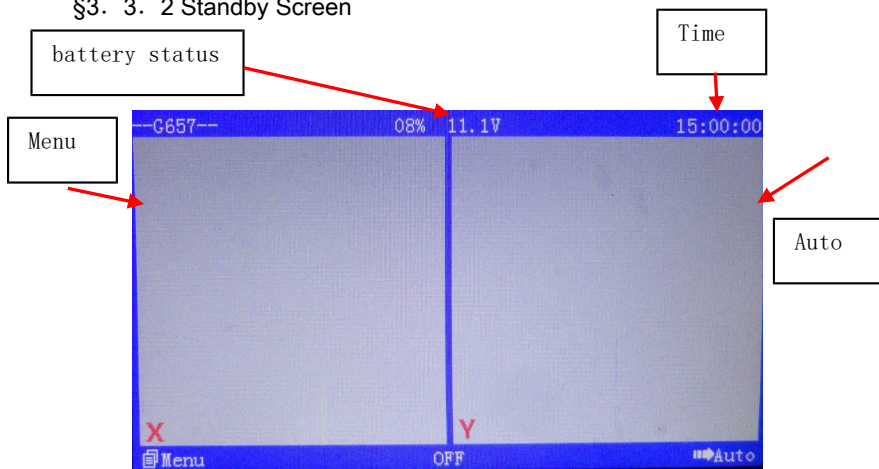 §3．3．2 Standby Screen
battery status
Time
Menu
--G657-- 08% 11.1V 15:00:00
Auto
X Y
Menu OFF Auto